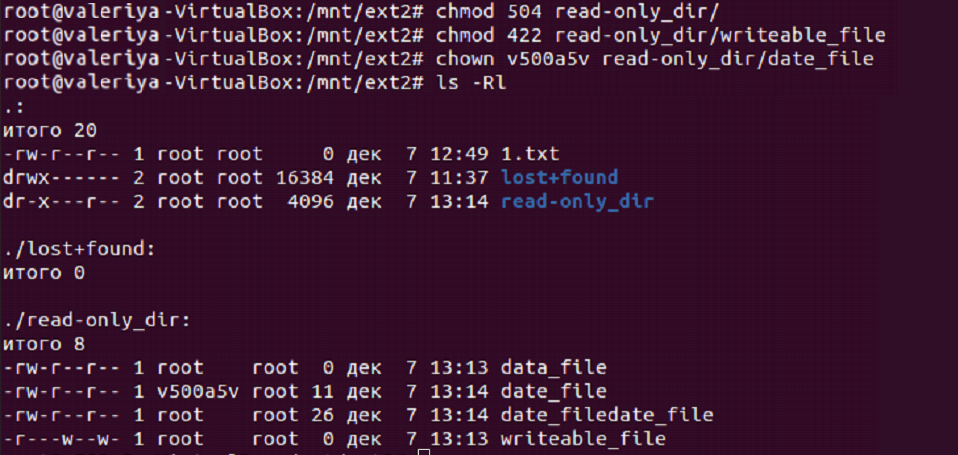 root@valeriya-VirtualBox:/mnt/ext2# chmod 504 read-only_dir/
root@valeriya-VirtualBox:/mnt/ext2# chmod 422 read-only_dir/writeable_file
root@valeriya-VirtualBox:/mnt/ext2# chown v500a5v read-only_dir/date_file
root@valeriya-VirtualBox:/mnt/ext2# ls -Rl
.:
итого 20
-rw-r--r-- 1 root root     0 дек  7 12:49 1.txt
drwx------ 2 root root 16384 дек  7 11:37 lost+found
dr-x---r-- 2 root root  4096 дек  7 13:14 read-only_dir

./lost+found:
итого 0

./read-only_dir:
итого 8
-rw-r--r-- 1 root    root  0 дек  7 13:13 data_file
-rw-r--r-- 1 v500a5v root 11 дек  7 13:14 date_file
-rw-r--r-- 1 root    root 26 дек  7 13:14 date_filedate_file
-r---w--w- 1 root    root  0 дек  7 13:13 writeable_file